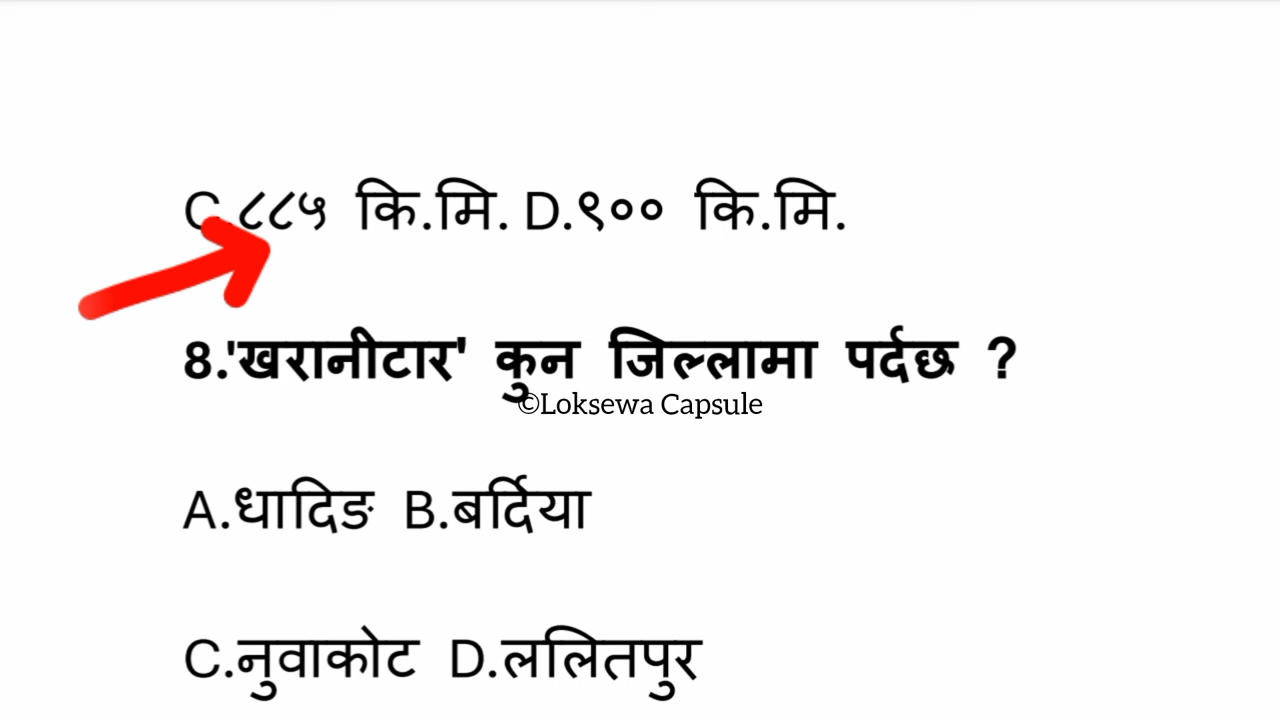 C.८८५ कि.मि. D.९०० कि.मि.
8.'खरानीटार' कुन जिल्लामा पर्दछ ?
©Loksewa Capsule
A.धादिङ B.बर्दिया
C.नुवाकोट D.ललितपुर